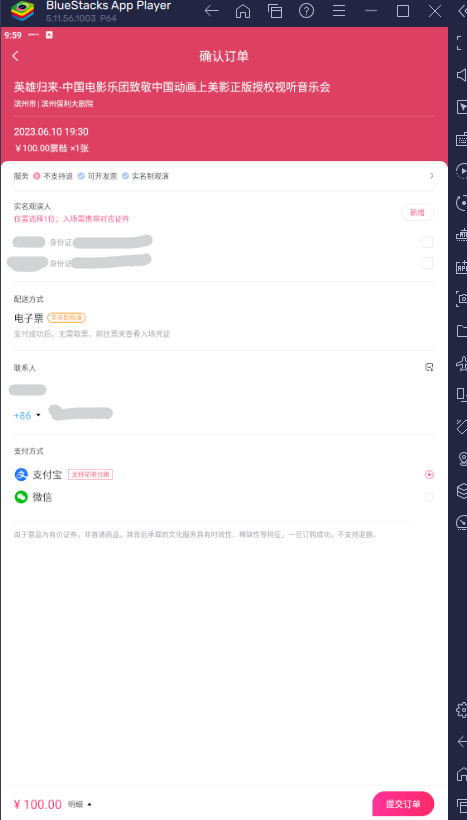 BlueStacks App Player
5.11.56.1003 P64
9:59
确认订单
英雄归来-中国电影乐团致敬中国动画上美影正版授权视听音乐会
滨州市 | 滨州保利大剧院
2023.06.10 19:30
￥100.00票档 ×1张
服务 不支持退 可开发票 实名制观演
实名观演人
仅需选择1位；入场需携带对应证件
新增
身份证
身份证
配送方式
电子票 实名制观演
支付成功后，无需取票，前往票夹查看入场凭证
联系人
+86
支付方式
支付宝 支持花呗分期
微信
由于票品为有价证券，非普通商品，其背后承载的文化服务具有时效性、稀缺性等特征，一旦订购成功，不支持退换。
￥100.00 明细
提交订单